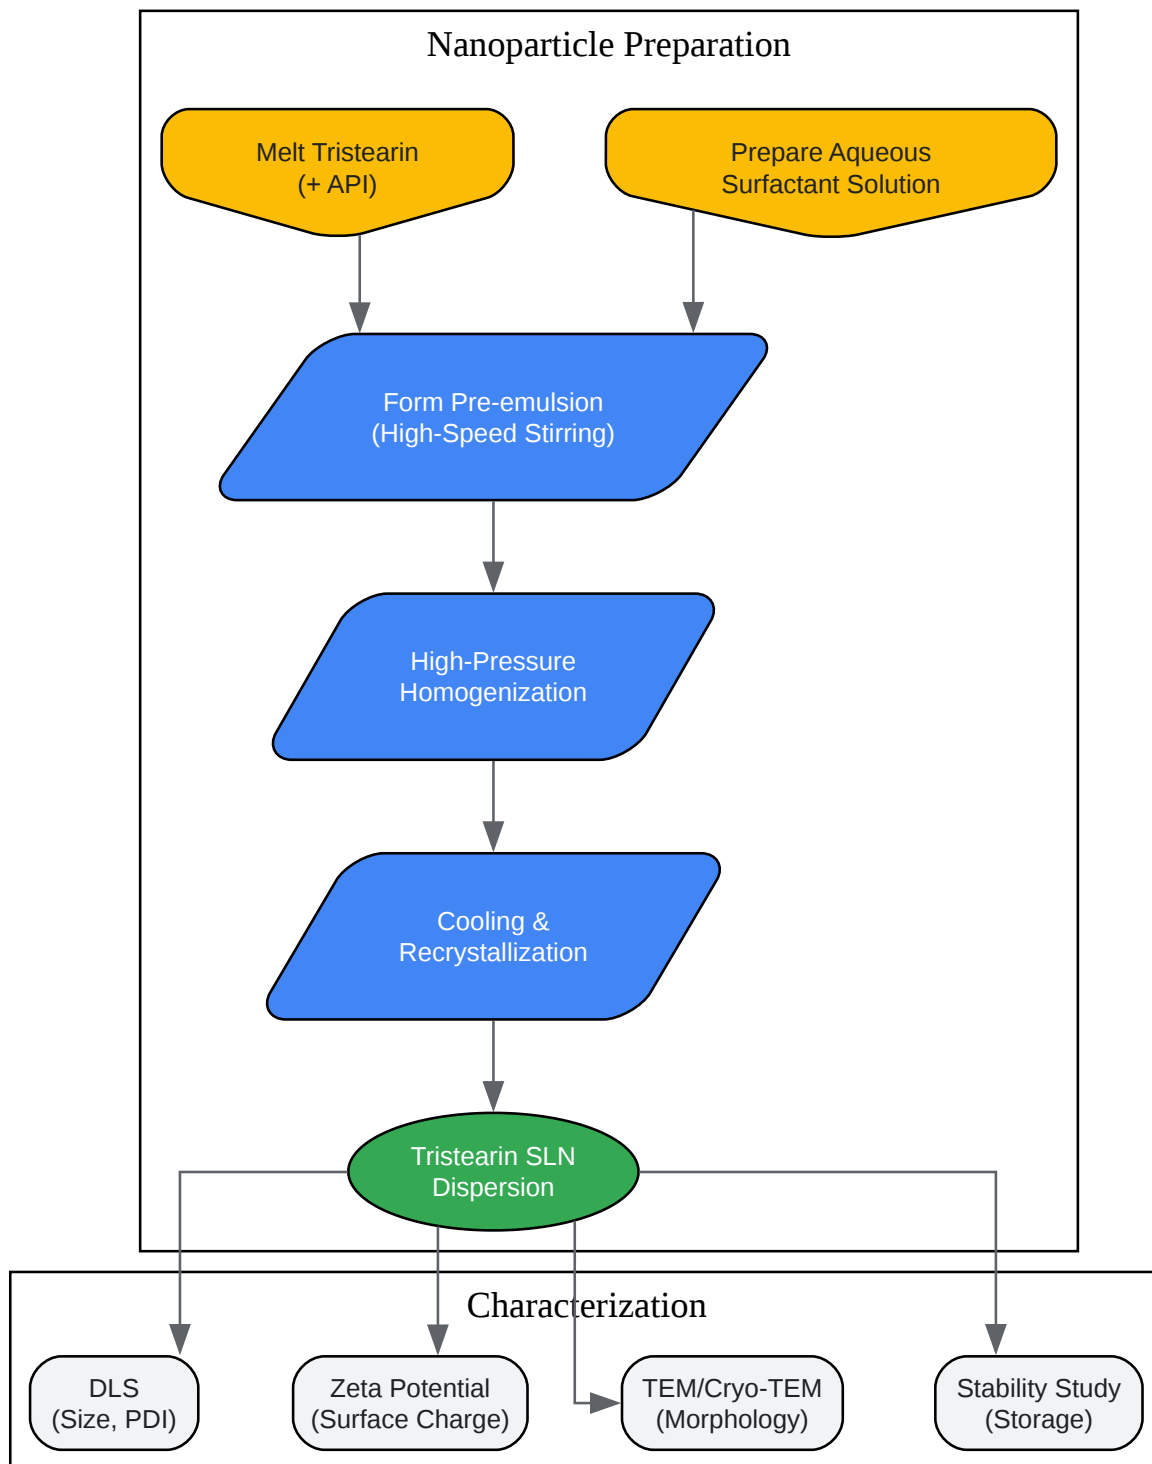 Nanoparticle Preparation
Melt Tristearin
(+ API)
Prepare Aqueous
Surfactant Solution
Form Pre-emulsion
(High-Speed Stirring)
High-Pressure
Homogenization
Cooling &
Recrystallization
Tristearin SLN
Dispersion
Characterization
DLS
(Size, PDI)
Zeta Potential
(Surface Charge)
TEM/Cryo-TEM
(Morphology)
Stability Study
(Storage)